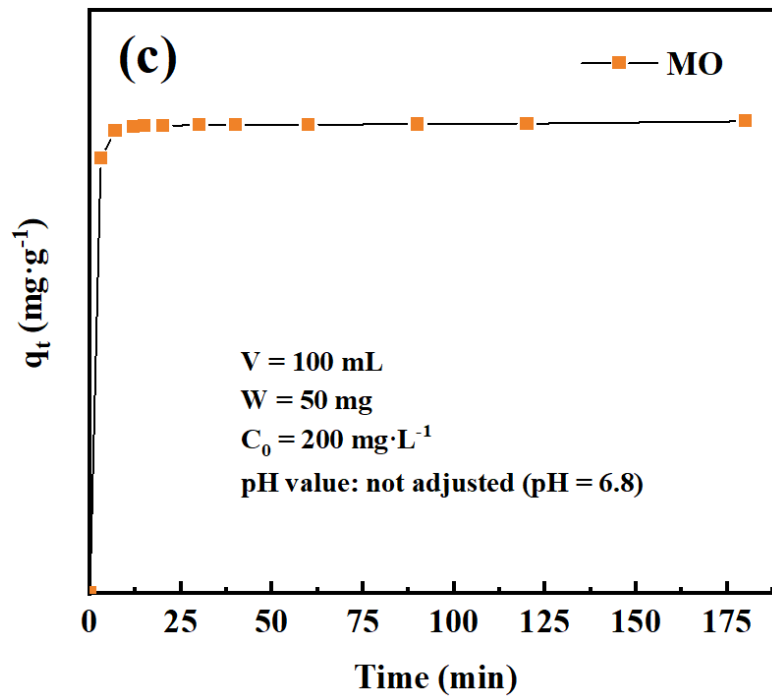 (c)
MO
q_t (mg·g⁻¹)
V = 100 mL
W = 50 mg
C₀ = 200 mg·L⁻¹
pH value: not adjusted (pH = 6.8)
0 25 50 75 100 125 150 175
Time (min)